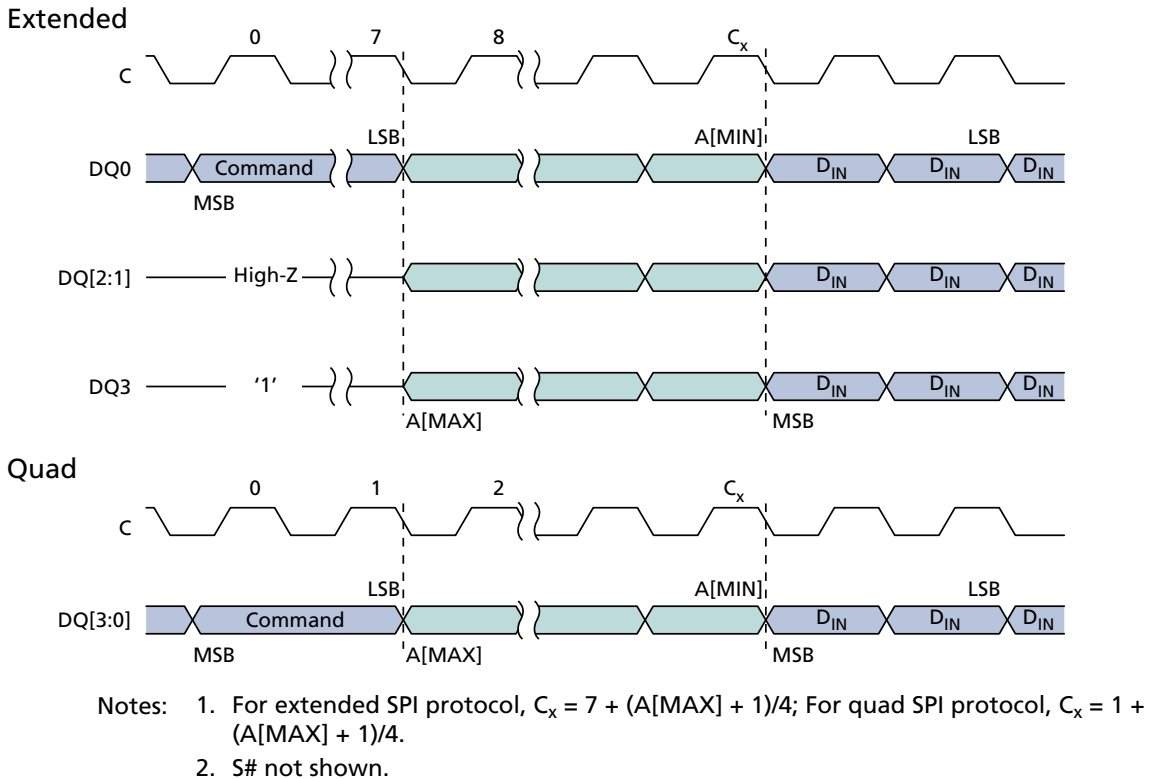 Extended
0 7 8 Cx
C
LSB A[MIN] LSB
DQ0 Command DIN DIN DIN
MSB
DQ[2:1] High-Z DIN DIN DIN
DQ3 '1' DIN DIN DIN
A[MAX] MSB
Quad
0 1 2 Cx
C
LSB A[MIN] LSB
DQ[3:0] Command DIN DIN DIN
MSB A[MAX] MSB
Notes: 1. For extended SPI protocol, Cx = 7 + (A[MAX] + 1)/4; For quad SPI protocol, Cx = 1 +
(A[MAX] + 1)/4.
2. S# not shown.